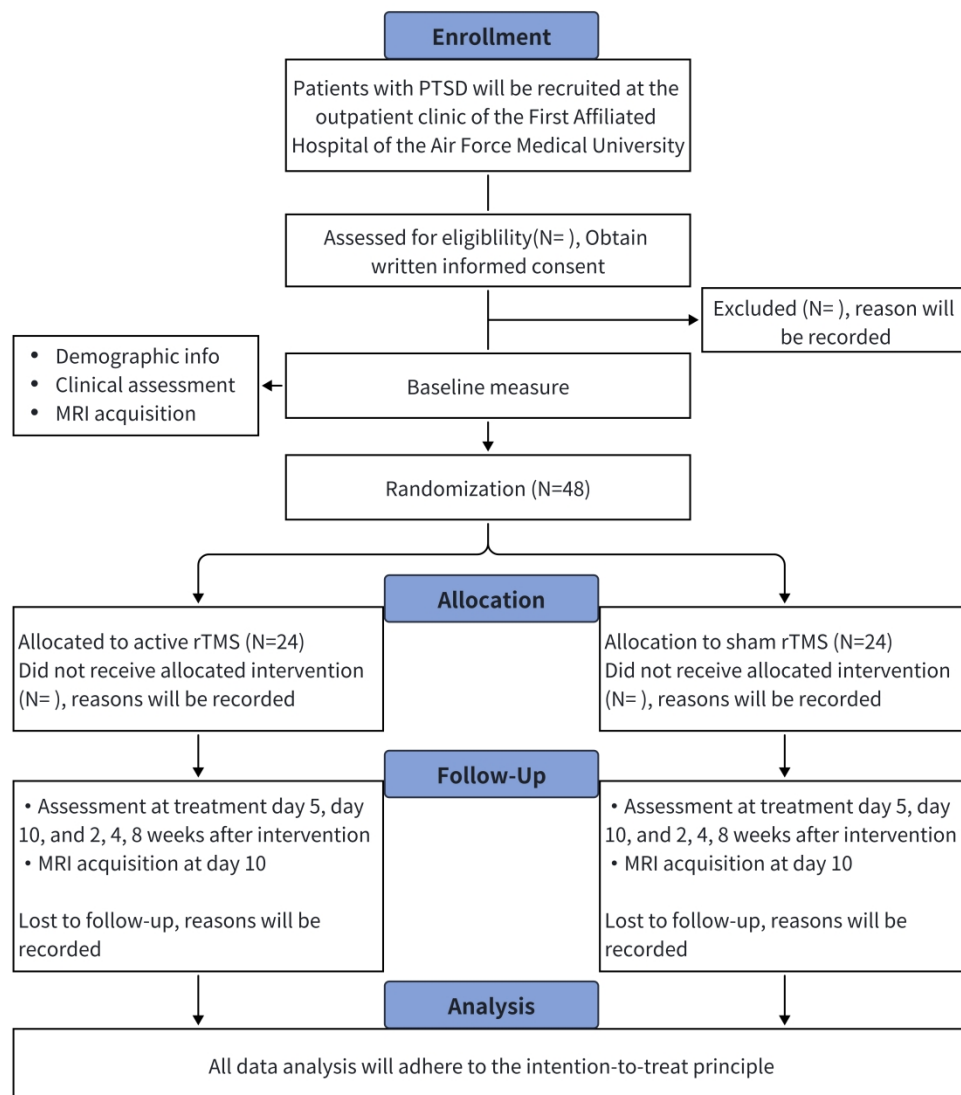 Enrollment
Patients with PTSD will be recruited at the
outpatient clinic of the First Affiliated
Hospital of the Air Force Medical University
Assessed for eligiblility(N= ), Obtain
written informed consent
Excluded (N= ), reason will
be recorded
• Demographic info
• Clinical assessment
• MRI acquisition
Baseline measure
Randomization (N=48)
Allocation
Allocated to active rTMS (N=24)
Did not receive allocated intervention
(N= ), reasons will be recorded
Allocation to sham rTMS (N=24)
Did not receive allocated intervention
(N= ), reasons will be recorded
Follow-Up
・Assessment at treatment day 5, day
10, and 2, 4, 8 weeks after intervention
・MRI acquisition at day 10
Lost to follow-up, reasons will be
recorded
・Assessment at treatment day 5, day
10, and 2, 4, 8 weeks after intervention
・MRI acquisition at day 10
Lost to follow-up, reasons will be
recorded
Analysis
All data analysis will adhere to the intention-to-treat principle